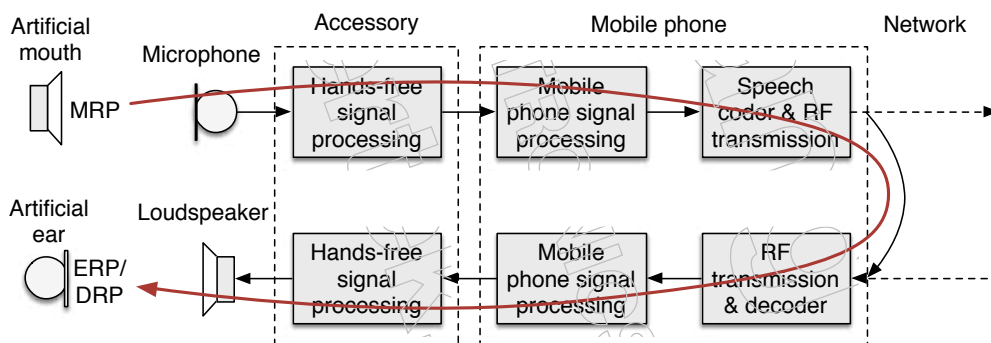 Artificial
mouth
Microphone
Accessory
Mobile phone
Network
MRP
Hands-free
signal
processing
Mobile
phone signal
processing
Speech
coder & RF
transmission
Artificial
ear
Loudspeaker
ERP/
DRP
Hands-free
signal
processing
Mobile
phone signal
processing
RF
transmission
& decoder